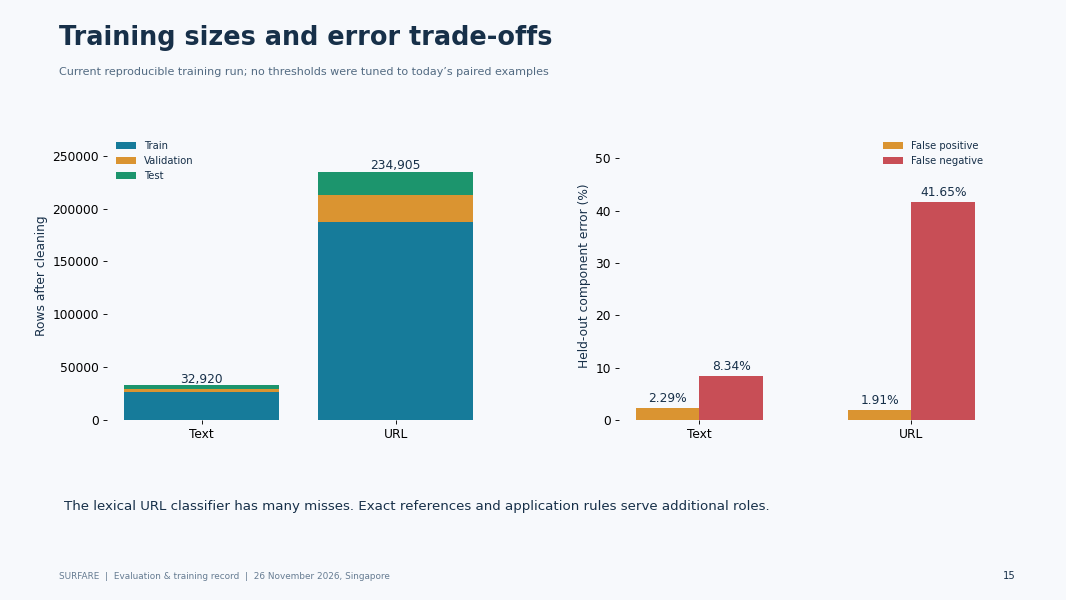 Training sizes and error trade-offs
Current reproducible training run; no thresholds were tuned to today’s paired examples
Train
Validation
Test
250000
200000
150000
100000
50000
0
Rows after cleaning
32,920
234,905
Text
URL
False positive
False negative
50
40
30
20
10
0
Held-out component error (%)
2.29%
8.34%
1.91%
41.65%
Text
URL
The lexical URL classifier has many misses. Exact references and application rules serve additional roles.
SURFARE | Evaluation & training record | 26 November 2026, Singapore
15